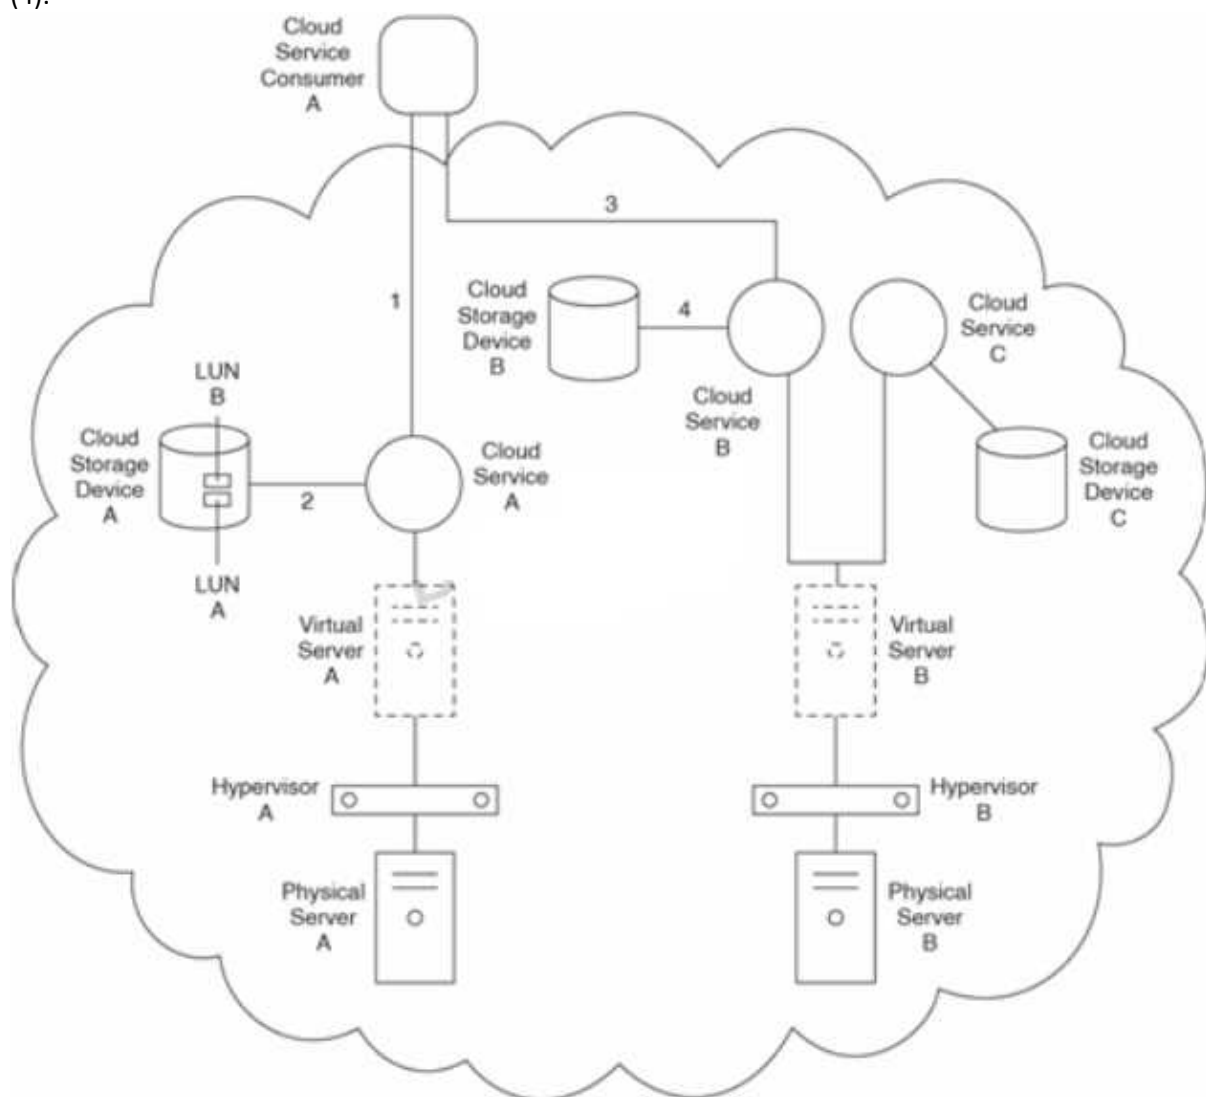 (4).
Cloud
Service
Consumer
A
3
1
Cloud
Storage
Device
B
4
Cloud
Service
C
LUN
B
Cloud
Service
B
Cloud
Storage
Device
A
2
Cloud
Service
A
Cloud
Storage
Device
C
LUN
A
Virtual
Server
A
Virtual
Server
B
Hypervisor
A
Hypervisor
B
Physical
Server
A
Physical
Server
B